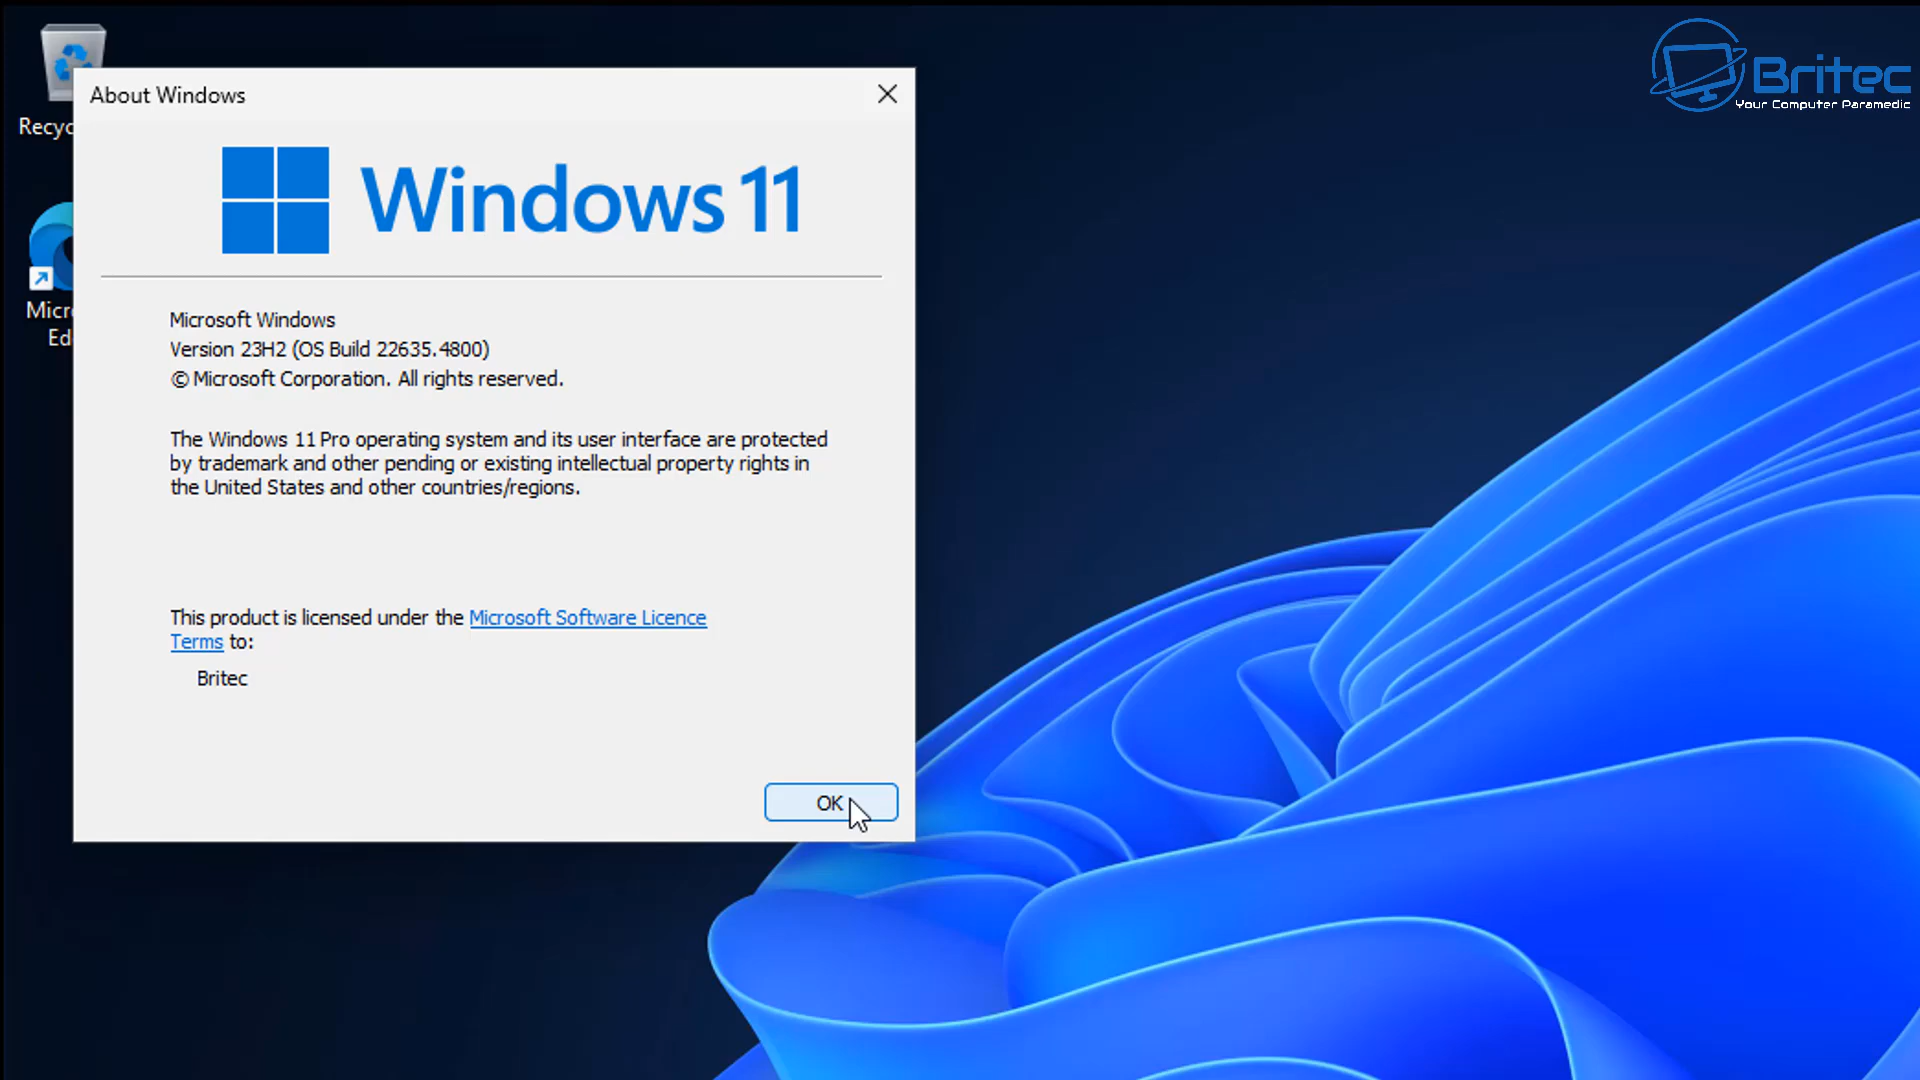 Britec
Your Computer Paramedic
Recyc
About Windows
Windows 11
Micro
Ed
Microsoft Windows
Version 23H2 (OS Build 22635.4800)
© Microsoft Corporation. All rights reserved.
The Windows 11 Pro operating system and its user interface are protected
by trademark and other pending or existing intellectual property rights in
the United States and other countries/regions.
This product is licensed under the Microsoft Software Licence
Terms to:
Britec
OK